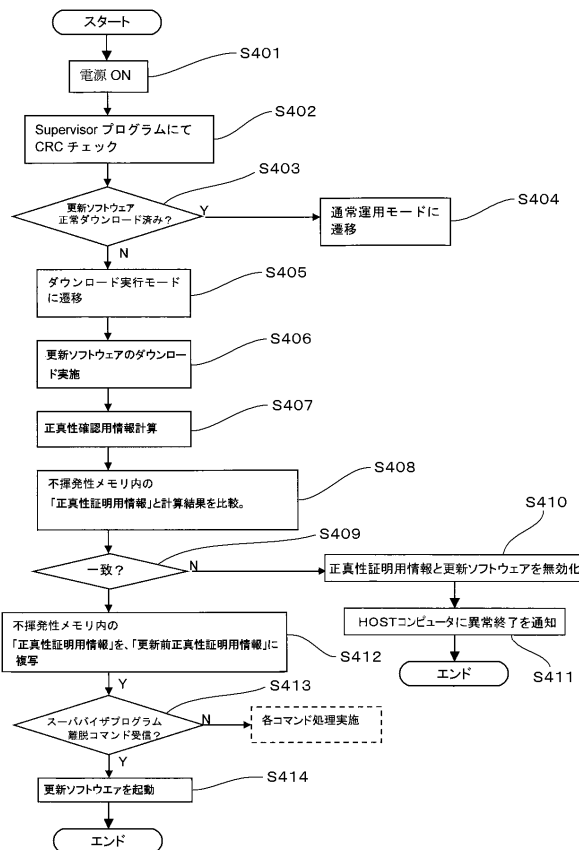 スタート
S401
電源 ON
S402
Supervisor プログラムにて
CRC チェック
S403
更新ソフトウェア
正常ダウンロード済み？
Y
S404
通常運用モードに
遷移
N
S405
ダウンロード実行モード
に遷移
S406
更新ソフトウェアのダウンロー
ド実施
S407
正真性確認用情報計算
S408
不揮発性メモリ内の
「正真性証明用情報」と計算結果を比較。
S409
一致？
N
S410
正真性証明用情報と更新ソフトウェアを無効化
HOSTコンピュータに異常終了を通知
S411
エンド
不揮発性メモリ内の
「正真性証明用情報」を、「更新前正真性証明用情報」に
複写
S412
Y
S413
スーパバイザプログラム
離脱コマンド受信？
N
各コマンド処理実施
Y
S414
更新ソフトウエァを起動
エンド